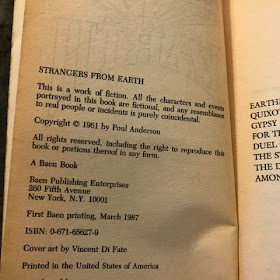 STRANGERS FROM EARTH
This is a work of fiction. All the characters and events
portrayed in this book are fictional, and any resemblance
to real people or incidents is purely coincidental.
Copyright © 1961 by Poul Anderson
All rights reserved, including the right to reproduce this
book or portions thereof in any form.
A Baen Book
Baen Publishing Enterprises
260 Fifth Avenue
New York, N.Y. 10001
First Baen printing, March 1987
ISBN: 0-671-65627-9
Cover art by Vincent Di Fate
Printed in the United States of America
EARTH
QUIXOT
GYPSY
FOR T
DUEL
THE S
THE D
AMON